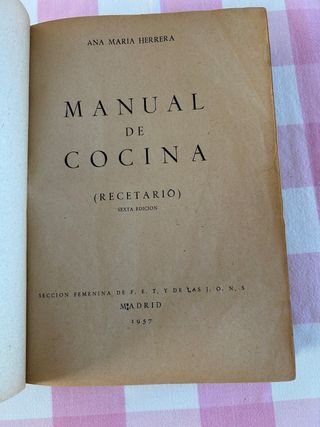 ANA MARIA HERRERA
MANUAL
DE
COCINA
(RECETARIO)
SEXTA EDICION
SECCION FEMENINA DE F. E. T. Y DE LAS J. O. N. S
MADRID
1957